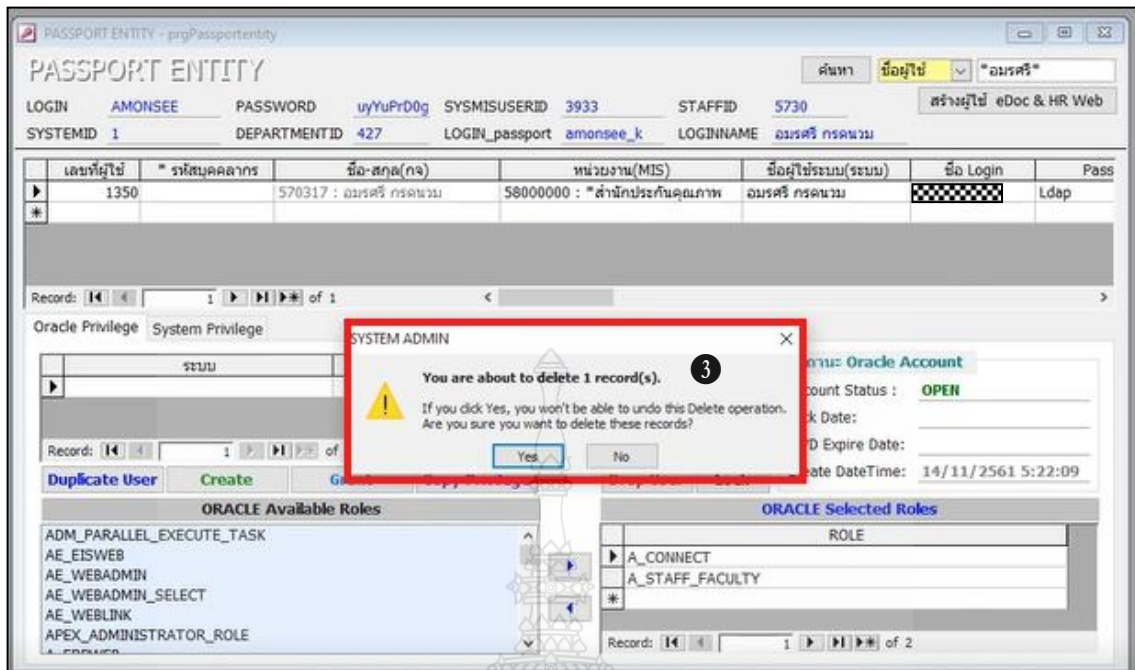 PASSPORT ENTITY - prgPassportentity
PASSPORT ENTITY
ค้นหา ชื่อผู้ใช้ *อมรศรี*
LOGIN AMONSEE PASSWORD uyYuPrD0g SYSMISUSERID 3933 STAFFID 5730 สร้างผู้ใช้ eDoc & HR Web
SYSTEMID 1 DEPARTMENTID 427 LOGIN_passport amonsee_k LOGINNAME อมรศรี กรดนวม
เลขที่ผู้ใช้ * รหัสบุคคลากร ชื่อ-สกุล(กจ) หน่วยงาน(MIS) ชื่อผู้ใช้ระบบ(ระบบ) ชื่อ Login Pass
1350 570317 : อมรศรี กรดนวม 58000000 : *สำนักประกันคุณภาพ อมรศรี กรดนวม Ldap
Record: 1 of 1
Oracle Privilege System Privilege
ระบบ
Record: 1 of
SYSTEM ADMIN
3
You are about to delete 1 record(s).
If you click Yes, you won't be able to undo this Delete operation.
Are you sure you want to delete these records?
Yes No
Oracle Account
Account Status : OPEN
Date:
Expire Date:
DateTime: 14/11/2561 5:22:09
Duplicate User Create
ORACLE Available Roles
ADM_PARALLEL_EXECUTE_TASK
AE_EISWEB
AE_WEBADMIN
AE_WEBADMIN_SELECT
AE_WEBLINK
APEX_ADMINISTRATOR_ROLE
ORACLE Selected Roles
ROLE
A_CONNECT
A_STAFF_FACULTY
Record: 1 of 2